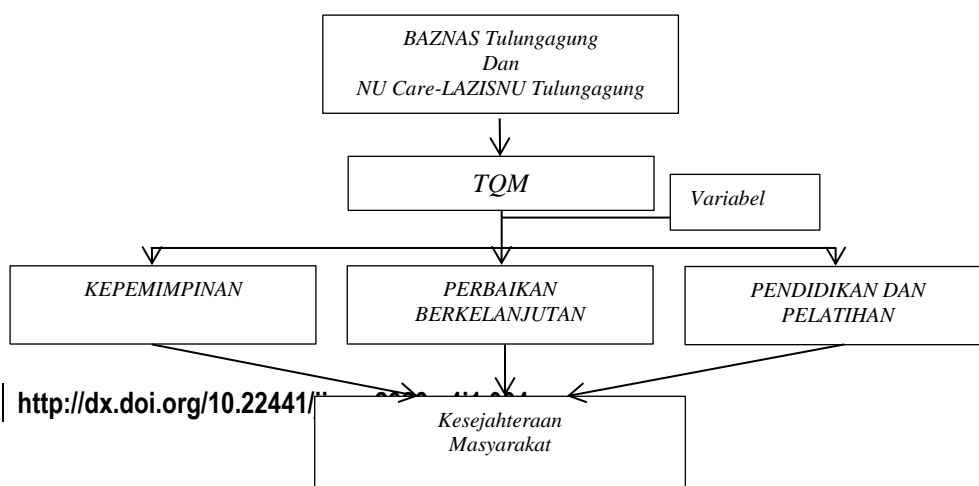 BAZNAS Tulungagung
Dan
NU Care-LAZISNU Tulungagung
TQM
Variabel
KEPEMIMPINAN
PERBAIKAN
BERKELANJUTAN
PENDIDIKAN DAN
PELATIHAN
http://dx.doi.org/10.22441/
Kesejahteraan
Masyarakat